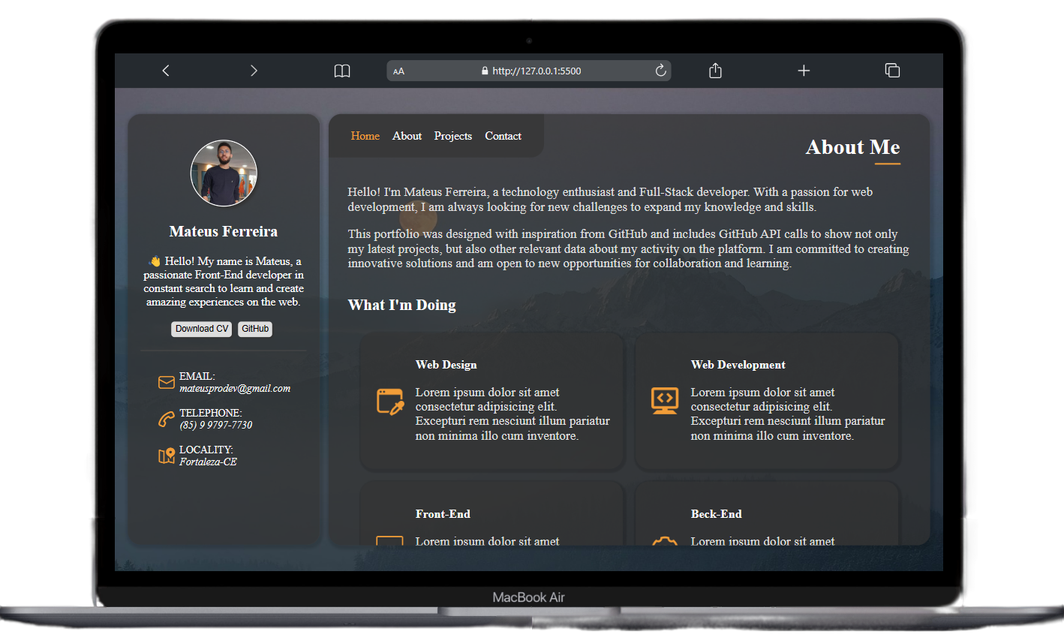 AA http://127.0.0.1:5500
Home About Projects Contact
About Me
Mateus Ferreira
👋 Hello! My name is Mateus, a
passionate Front-End developer in
constant search to learn and create
amazing experiences on the web.
Download CV GitHub
EMAIL:
mateusprodev@gmail.com
TELEPHONE:
(85) 9 9797-7730
LOCALITY:
Fortaleza-CE
Hello! I'm Mateus Ferreira, a technology enthusiast and Full-Stack developer. With a passion for web
development, I am always looking for new challenges to expand my knowledge and skills.
This portfolio was designed with inspiration from GitHub and includes GitHub API calls to show not only
my latest projects, but also other relevant data about my activity on the platform. I am committed to creating
innovative solutions and am open to new opportunities for collaboration and learning.
What I'm Doing
Web Design
Lorem ipsum dolor sit amet
consectetur adipisicing elit.
Excepturi rem nesciunt illum pariatur
non minima illo cum inventore.
Web Development
Lorem ipsum dolor sit amet
consectetur adipisicing elit.
Excepturi rem nesciunt illum pariatur
non minima illo cum inventore.
Front-End
Lorem ipsum dolor sit amet
Beck-End
Lorem ipsum dolor sit amet
MacBook Air